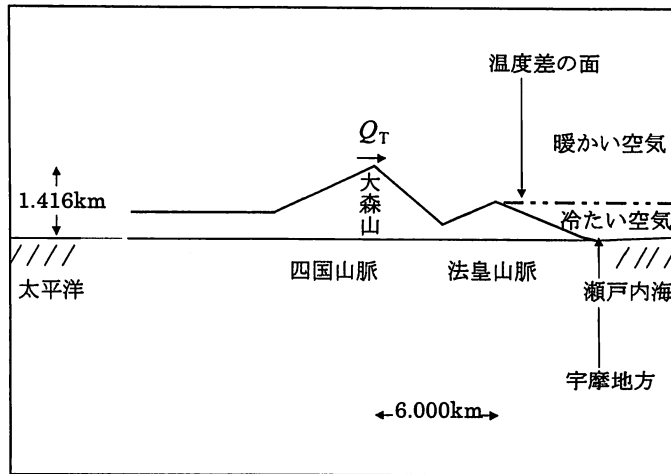 温度差の面
Q_T
暖かい空気
1.416km
大森山
冷たい空気
太平洋
四国山脈
法皇山脈
瀬戸内海
宇摩地方
6.000km